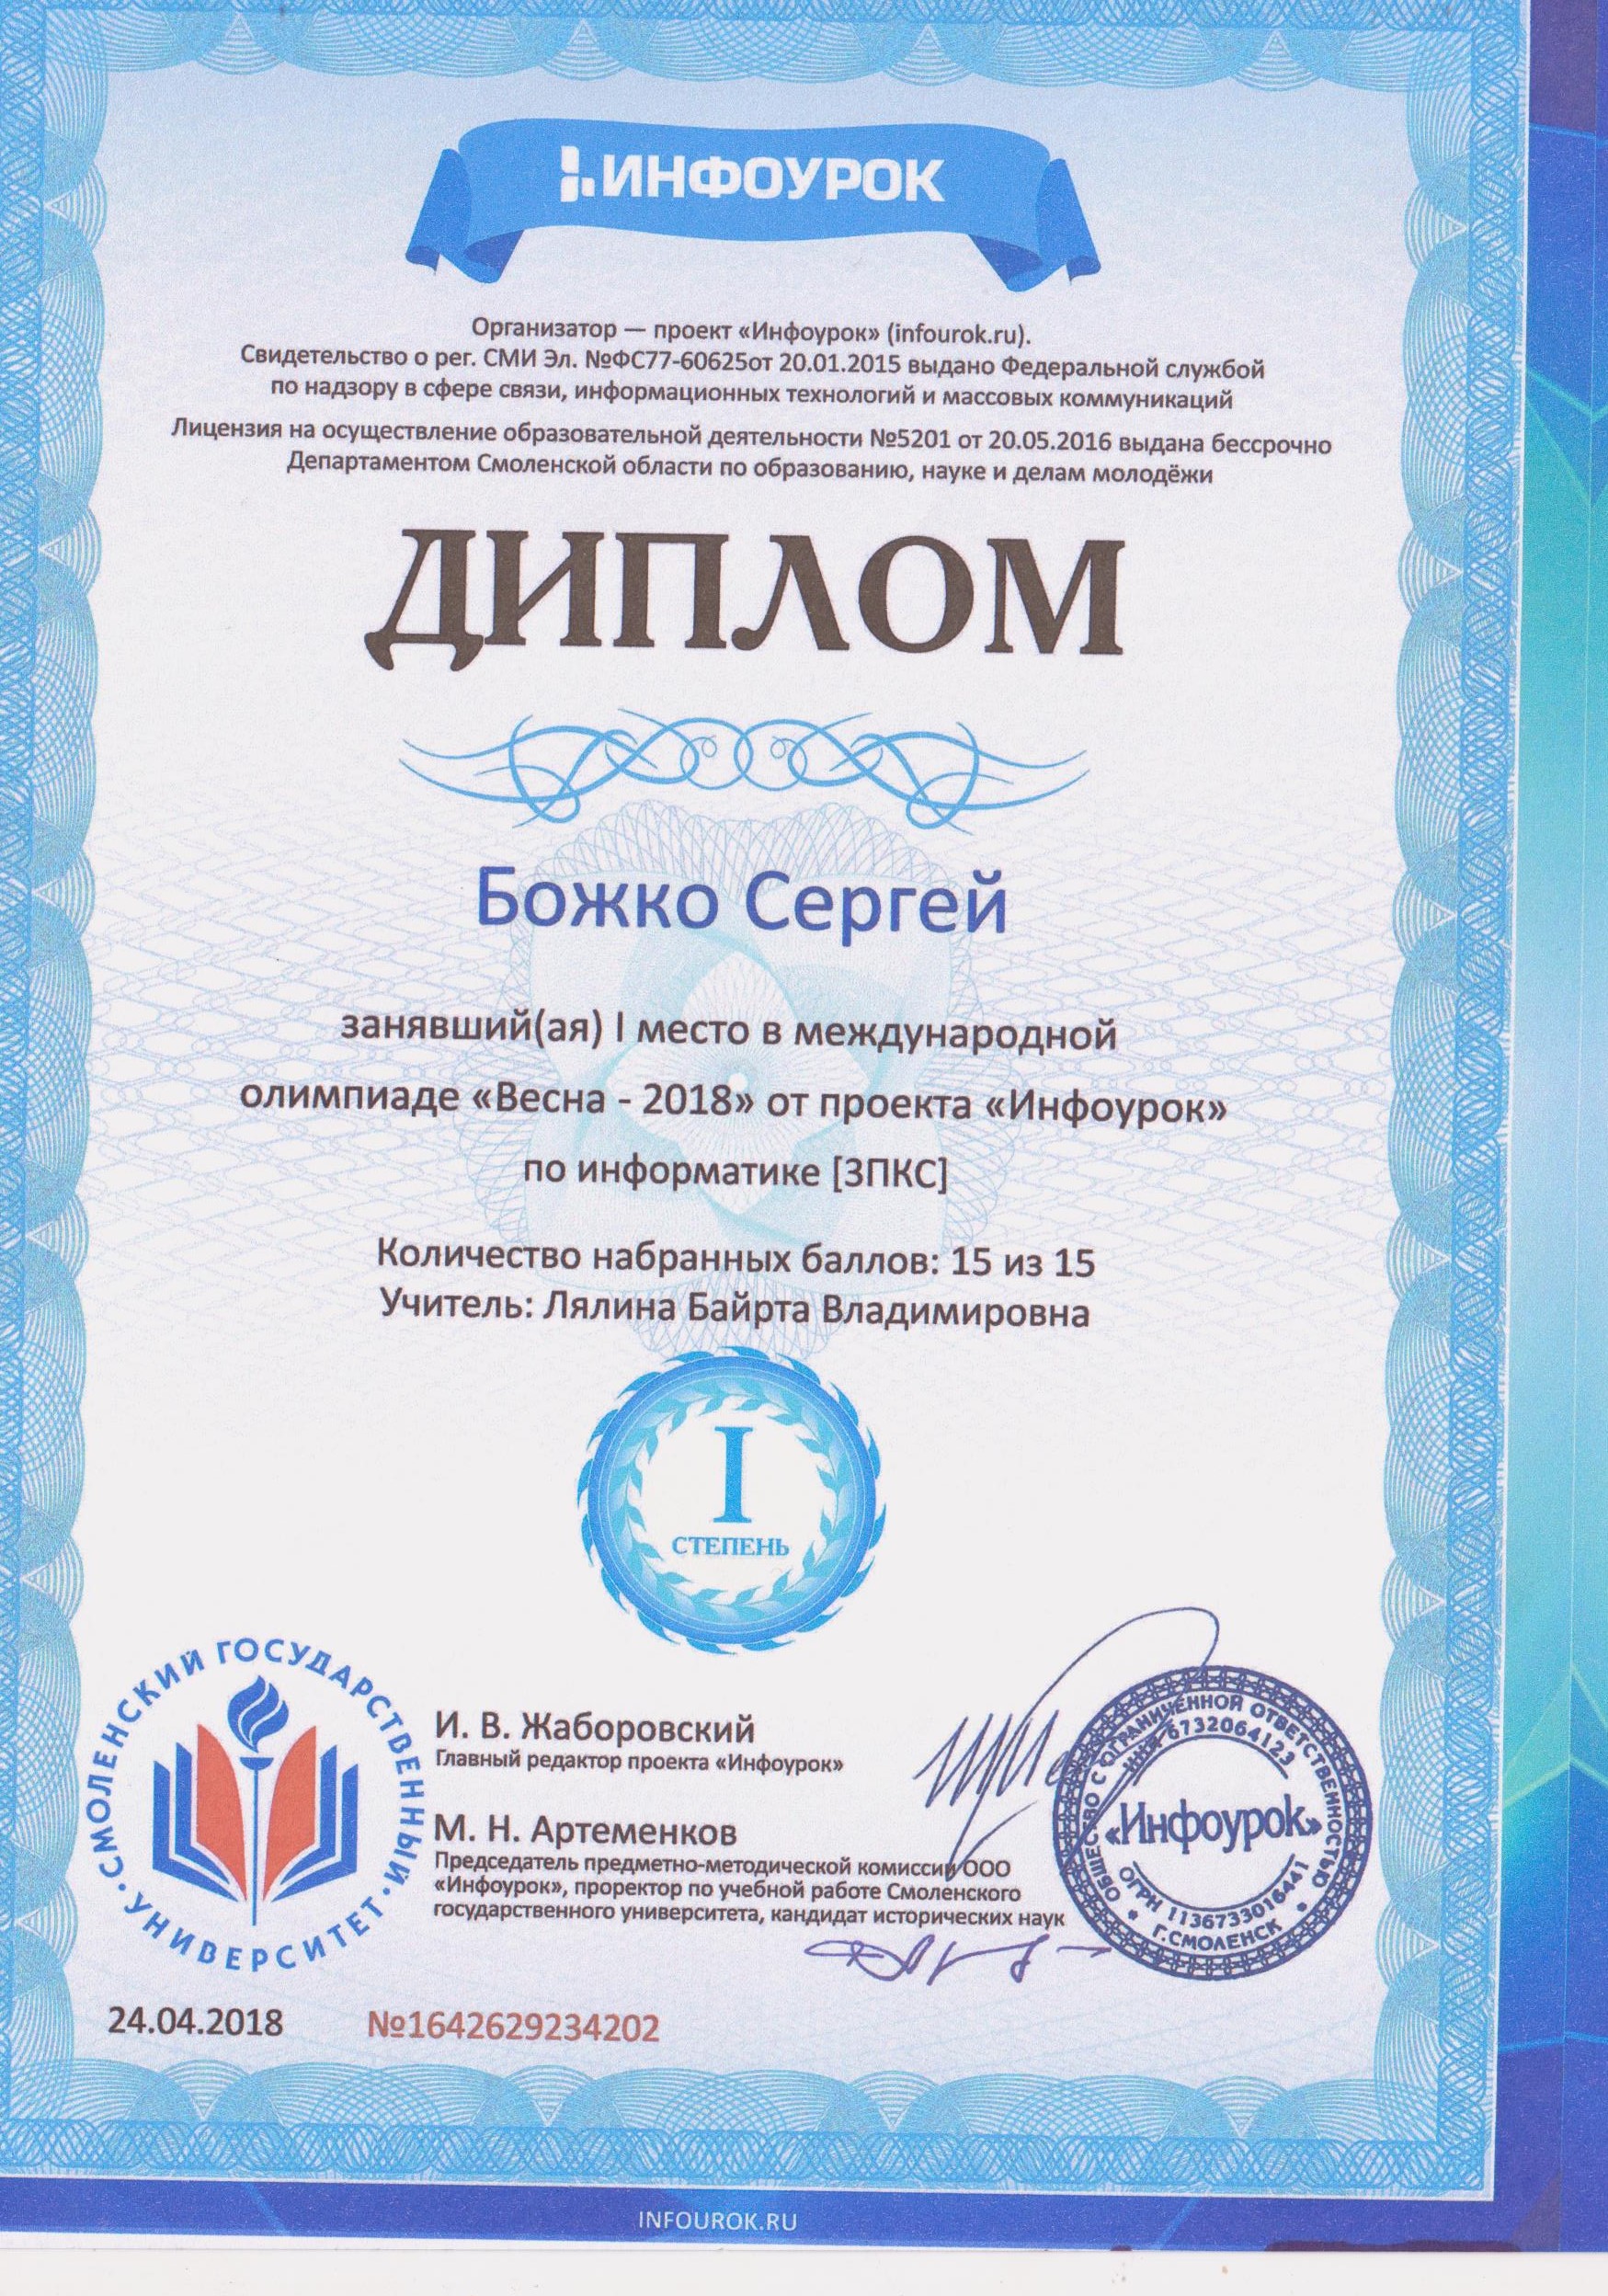 ИНФОУРОК
Организатор — проект «Инфоурок» (infourok.ru).
Свидетельство о рег. СМИ Эл. №ФС77-60625от 20.01.2015 выдано Федеральной службой
по надзору в сфере связи, информационных технологий и массовых коммуникаций
Лицензия на осуществление образовательной деятельности №5201 от 20.05.2016 выдана бессрочно
Департаментом Смоленской области по образованию, науке и делам молодёжи
ДИПЛОМ
Божко Сергей
занявший(ая) I место в международной
олимпиаде «Весна - 2018» от проекта «Инфоурок»
по информатике [ЗПКС]
Количество набранных баллов: 15 из 15
Учитель: Лялина Байрта Владимировна
I
СТЕПЕНЬ
СМОЛЕНСКИЙ ГОСУДАРСТВЕННЫЙ
УНИВЕРСИТЕТ
И. В. Жаборовский
Главный редактор проекта «Инфоурок»
М. Н. Артеменков
Председатель предметно-методической комиссии ООО
«Инфоурок», проректор по учебной работе Смоленского
государственного университета, кандидат исторических наук
ОБЩЕСТВО С ОГРАНИЧЕННОЙ ОТВЕТСТВЕННОСТЬЮ
ИНН 6732064123
«Инфоурок»
ОГРН 1136733016441
Г.СМОЛЕНСК
24.04.2018 №1642629234202
INFOUROK.RU